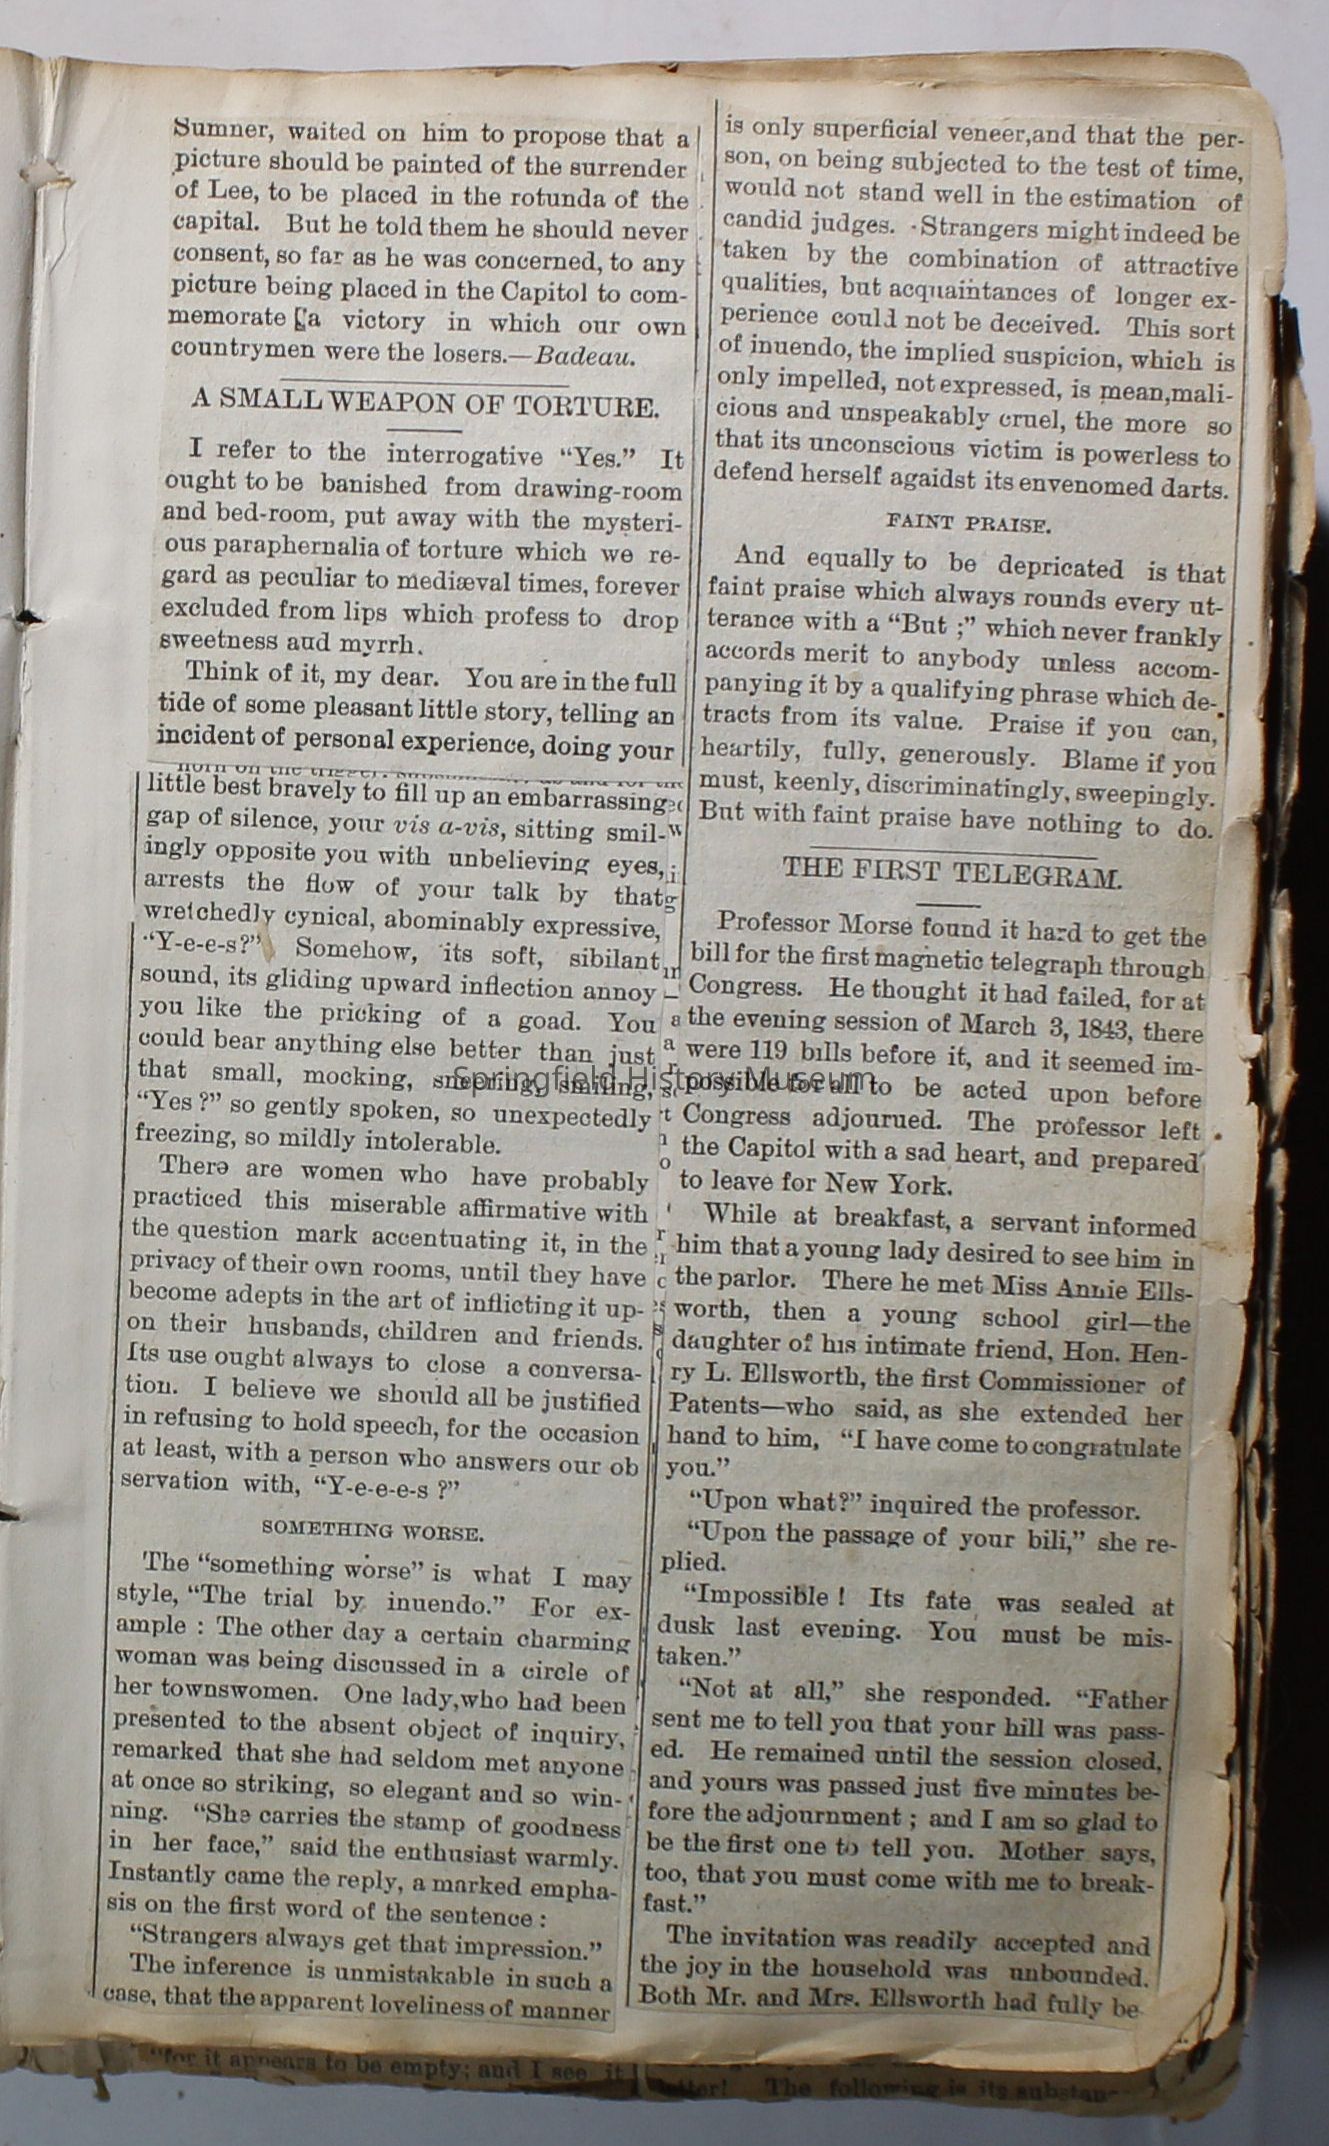 Sumner, waited on him to propose that a
picture should be painted of the surrender
of Lee, to be placed in the rotunda of the
capital. But he told them he should never
consent, so far as he was concerned, to any
picture being placed in the Capitol to com-
memorate a victory in which our own
countrymen were the losers.—Badeau.
A SMALL WEAPON OF TORTURE.
I refer to the interrogative “Yes.” It
ought to be banished from drawing-room
and bed-room, put away with the mysteri-
ous paraphernalia of torture which we re-
gard as peculiar to mediæval times, forever
excluded from lips which profess to drop
sweetness aud myrrh.
Think of it, my dear. You are in the full
tide of some pleasant little story, telling an
incident of personal experience, doing your
little best bravely to fill up an embarrassing
gap of silence, your vis a-vis, sitting smil-
ingly opposite you with unbelieving eyes,
arrests the flow of your talk by that
wretchedly cynical, abominably expressive,
“Y-e-e-s?” Somehow, its soft, sibilant
sound, its gliding upward inflection annoy
you like the pricking of a goad. You
could bear anything else better than just
that small, mocking, sneering, smiling,
“Yes ?” so gently spoken, so unexpectedly
freezing, so mildly intolerable.
There are women who have probably
practiced this miserable affirmative with
the question mark accentuating it, in the
privacy of their own rooms, until they have
become adepts in the art of inflicting it up-
on their husbands, children and friends.
Its use ought always to close a conversa-
tion. I believe we should all be justified
in refusing to hold speech, for the occasion
at least, with a person who answers our ob
servation with, “Y-e-e-e-s ?”
SOMETHING WORSE.
The “something worse” is what I may
style, “The trial by inuendo.” For ex-
ample : The other day a certain charming
woman was being discussed in a circle of
her townswomen. One lady,who had been
presented to the absent object of inquiry,
remarked that she had seldom met anyone
at once so striking, so elegant and so win-
ning. “She carries the stamp of goodness
in her face,” said the enthusiast warmly.
Instantly came the reply, a marked empha-
sis on the first word of the sentence :
“Strangers always get that impression.”
The inference is unmistakable in such a
case, that the apparent loveliness of manner
is only superficial veneer,and that the per-
son, on being subjected to the test of time,
would not stand well in the estimation of
candid judges. Strangers might indeed be
taken by the combination of attractive
qualities, but acquaintances of longer ex-
perience could not be deceived. This sort
of inuendo, the implied suspicion, which is
only impelled, not expressed, is mean,mali-
cious and unspeakably cruel, the more so
that its unconscious victim is powerless to
defend herself agaidst its envenomed darts.
FAINT PRAISE.
And equally to be depricated is that
faint praise which always rounds every ut-
terance with a “But ;” which never frankly
accords merit to anybody unless accom-
panying it by a qualifying phrase which de-
tracts from its value. Praise if you can,
heartily, fully, generously. Blame if you
must, keenly, discriminatingly, sweepingly.
But with faint praise have nothing to do.
THE FIRST TELEGRAM.
Professor Morse found it hard to get the
bill for the first magnetic telegraph through
Congress. He thought it had failed, for at
the evening session of March 3, 1843, there
were 119 bills before it, and it seemed im-
possible for all to be acted upon before
Congress adjourued. The professor left
the Capitol with a sad heart, and prepared
to leave for New York.
While at breakfast, a servant informed
him that a young lady desired to see him in
the parlor. There he met Miss Annie Ells-
worth, then a young school girl—the
daughter of his intimate friend, Hon. Hen-
ry L. Ellsworth, the first Commissioner of
Patents—who said, as she extended her
hand to him, “I have come to congratulate
you.”
“Upon what?” inquired the professor.
“Upon the passage of your bili,” she re-
plied.
“Impossible ! Its fate was sealed at
dusk last evening. You must be mis-
taken.”
“Not at all,” she responded. “Father
sent me to tell you that your hill was pass-
ed. He remained until the session closed,
and yours was passed just five minutes be-
fore the adjournment ; and I am so glad to
be the first one to tell you. Mother says,
too, that you must come with me to break-
fast.”
The invitation was readily accepted and
the joy in the household was unbounded.
Both Mr. and Mrs. Ellsworth had fully be
“for it appears to be empty; and I see it
The following is its substan-
Springfield History Museum